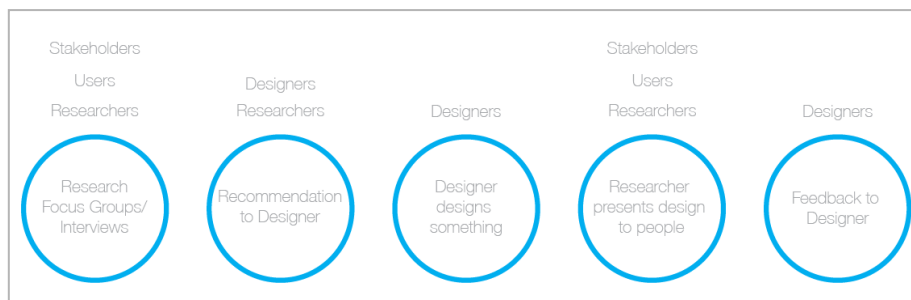 Stakeholders
Users
Researchers
Research
Focus Groups/
Interviews
Designers
Researchers
Recommendation
to Designer
Designers
Designer
designs
something
Stakeholders
Users
Researchers
Researcher
presents design
to people
Designers
Feedback to
Designer